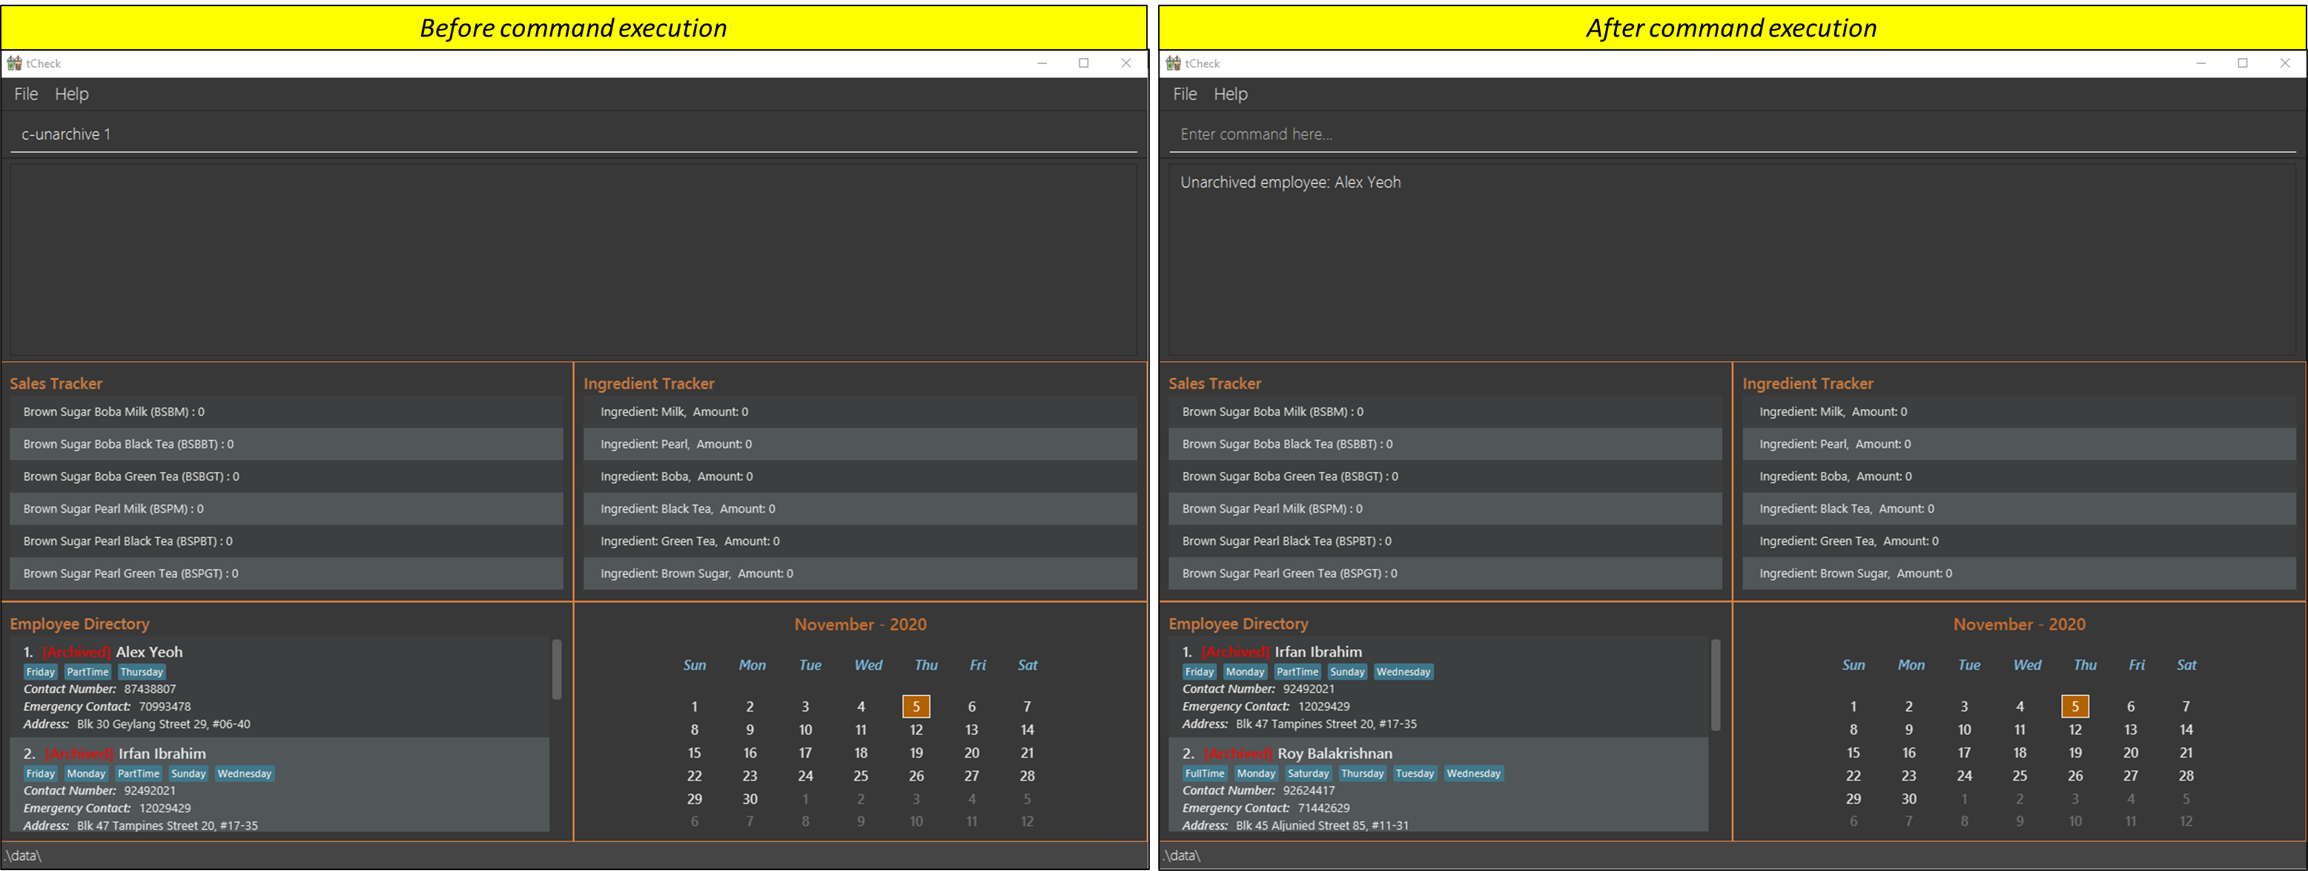 Before command execution
tCheck
File Help
c-unarchive 1
Sales Tracker
Brown Sugar Boba Milk (BSBM) : 0
Brown Sugar Boba Black Tea (BSBBT) : 0
Brown Sugar Boba Green Tea (BSBGT) : 0
Brown Sugar Pearl Milk (BSPM) : 0
Brown Sugar Pearl Black Tea (BSPBT) : 0
Brown Sugar Pearl Green Tea (BSPGT) : 0
Ingredient Tracker
Ingredient: Milk, Amount: 0
Ingredient: Pearl, Amount: 0
Ingredient: Boba, Amount: 0
Ingredient: Black Tea, Amount: 0
Ingredient: Green Tea, Amount: 0
Ingredient: Brown Sugar, Amount: 0
Employee Directory
1. [Archived] Alex Yeoh
Friday PartTime Thursday
Contact Number: 87438807
Emergency Contact: 70993478
Address: Blk 30 Geylang Street 29, #06-40
2. [Archived] Irfan Ibrahim
Friday Monday PartTime Sunday Wednesday
Contact Number: 92492021
Emergency Contact: 12029429
Address: Blk 47 Tampines Street 20, #17-35
November - 2020
Sun Mon Tue Wed Thu Fri Sat
1 2 3 4 5 6 7
8 9 10 11 12 13 14
15 16 17 18 19 20 21
22 23 24 25 26 27 28
29 30 1 2 3 4 5
6 7 8 9 10 11 12
.\data\
After command execution
tCheck
File Help
Enter command here...
Unarchived employee: Alex Yeoh
Sales Tracker
Brown Sugar Boba Milk (BSBM) : 0
Brown Sugar Boba Black Tea (BSBBT) : 0
Brown Sugar Boba Green Tea (BSBGT) : 0
Brown Sugar Pearl Milk (BSPM) : 0
Brown Sugar Pearl Black Tea (BSPBT) : 0
Brown Sugar Pearl Green Tea (BSPGT) : 0
Ingredient Tracker
Ingredient: Milk, Amount: 0
Ingredient: Pearl, Amount: 0
Ingredient: Boba, Amount: 0
Ingredient: Black Tea, Amount: 0
Ingredient: Green Tea, Amount: 0
Ingredient: Brown Sugar, Amount: 0
Employee Directory
1. [Archived] Irfan Ibrahim
Friday Monday PartTime Sunday Wednesday
Contact Number: 92492021
Emergency Contact: 12029429
Address: Blk 47 Tampines Street 20, #17-35
2. [Archived] Roy Balakrishnan
FullTime Monday Saturday Thursday Tuesday Wednesday
Contact Number: 92624417
Emergency Contact: 71442629
Address: Blk 45 Aljunied Street 85, #11-31
November - 2020
Sun Mon Tue Wed Thu Fri Sat
1 2 3 4 5 6 7
8 9 10 11 12 13 14
15 16 17 18 19 20 21
22 23 24 25 26 27 28
29 30 1 2 3 4 5
6 7 8 9 10 11 12
.\data\